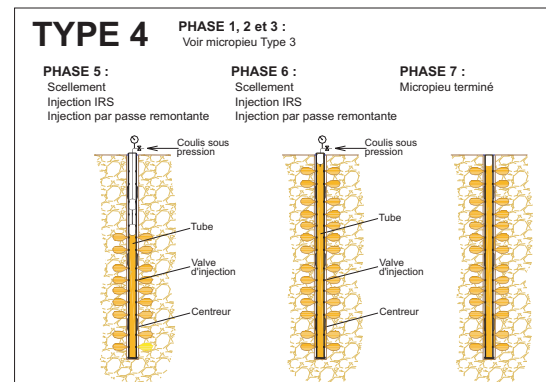 TYPE 4
PHASE 1, 2 et 3 :
Voir micropieu Type 3
PHASE 5 :
Scellement
Injection IRS
Injection par passe remontante
PHASE 6 :
Scellement
Injection IRS
Injection par passe remontante
PHASE 7 :
Micropieu terminé
Coulis sous
pression
Tube
Valve
d'injection
Centreur
Coulis sous
pression
Tube
Valve
d'injection
Centreur